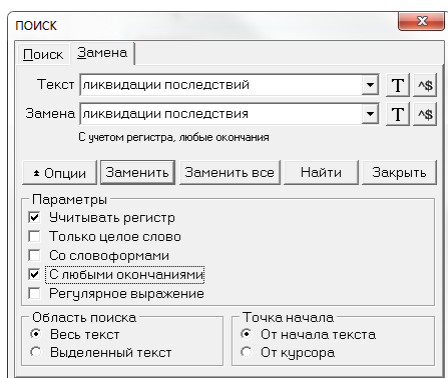 поиск
Поиск Замена
Текст ликвидации последствий T ^$
Замена ликвидации последствия T ^$
С учетом регистра, любые окончания
Опции Заменить Заменить все Найти Закрыть
Параметры
Учитывать регистр
Только целое слово
Со словоформами
С любыми окончаниями
Регулярное выражение
Область поиска Точка начала
Весь текст От начала текста
Выделенный текст От курсора